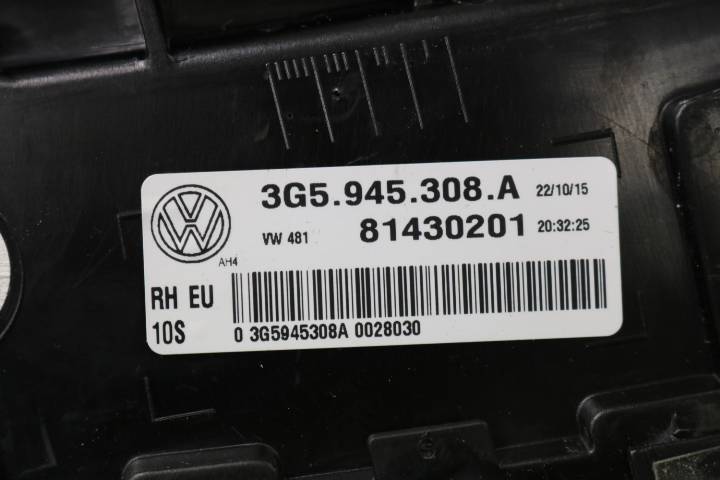 3G5.945.308.A 22/10/15
VW 481 81430201 20:32:25
AH4
RH EU
10S
0 3G5945308A 0028030